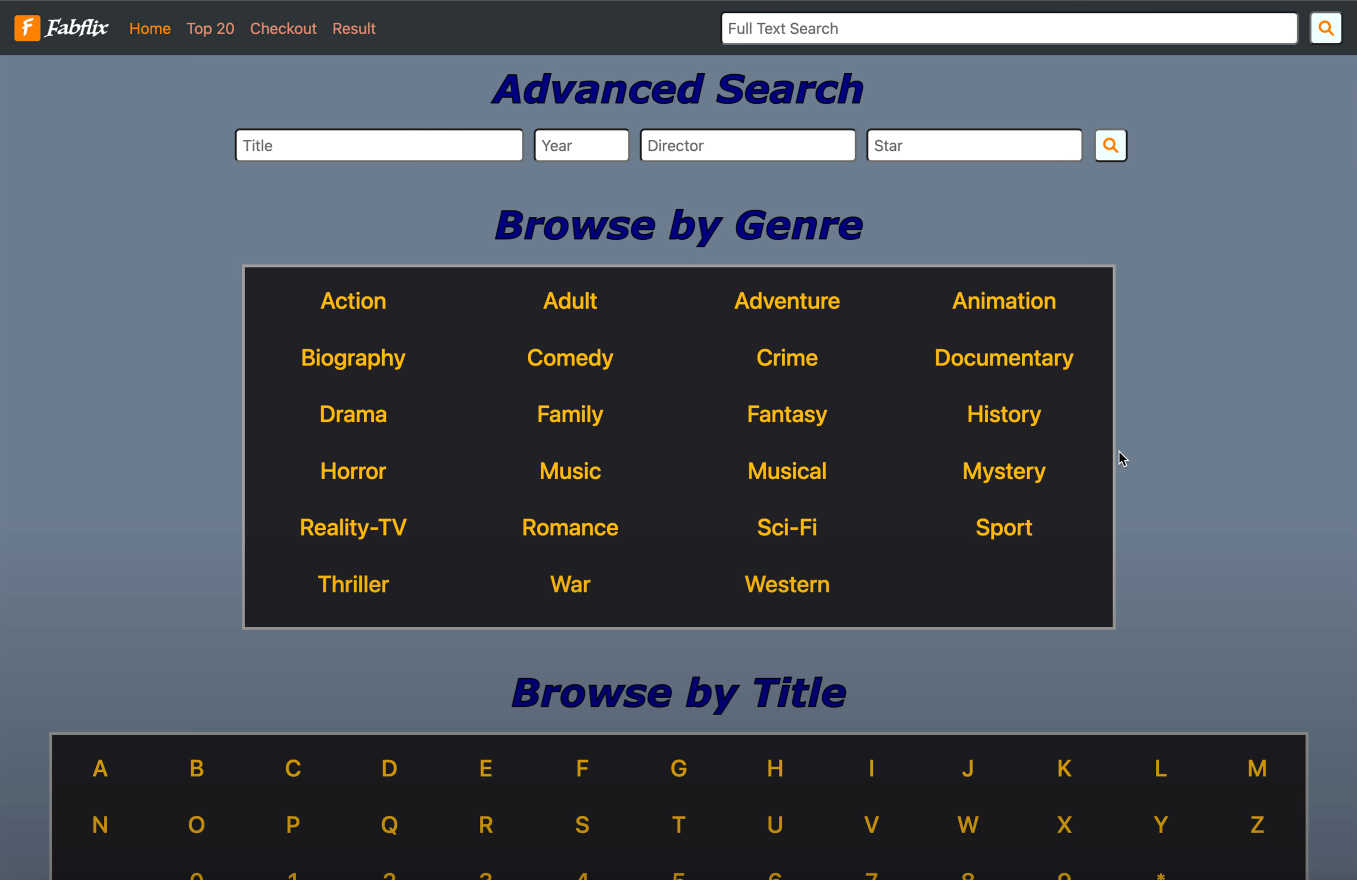 Fabflix Home Top 20 Checkout Result Full Text Search
Advanced Search
Title Year Director Star
Browse by Genre
Action Adult Adventure Animation
Biography Comedy Crime Documentary
Drama Family Fantasy History
Horror Music Musical Mystery
Reality-TV Romance Sci-Fi Sport
Thriller War Western
Browse by Title
A B C D E F G H I J K L M
N O P Q R S T U V W X Y Z
0 1 2 3 4 5 6 7 8 9 *